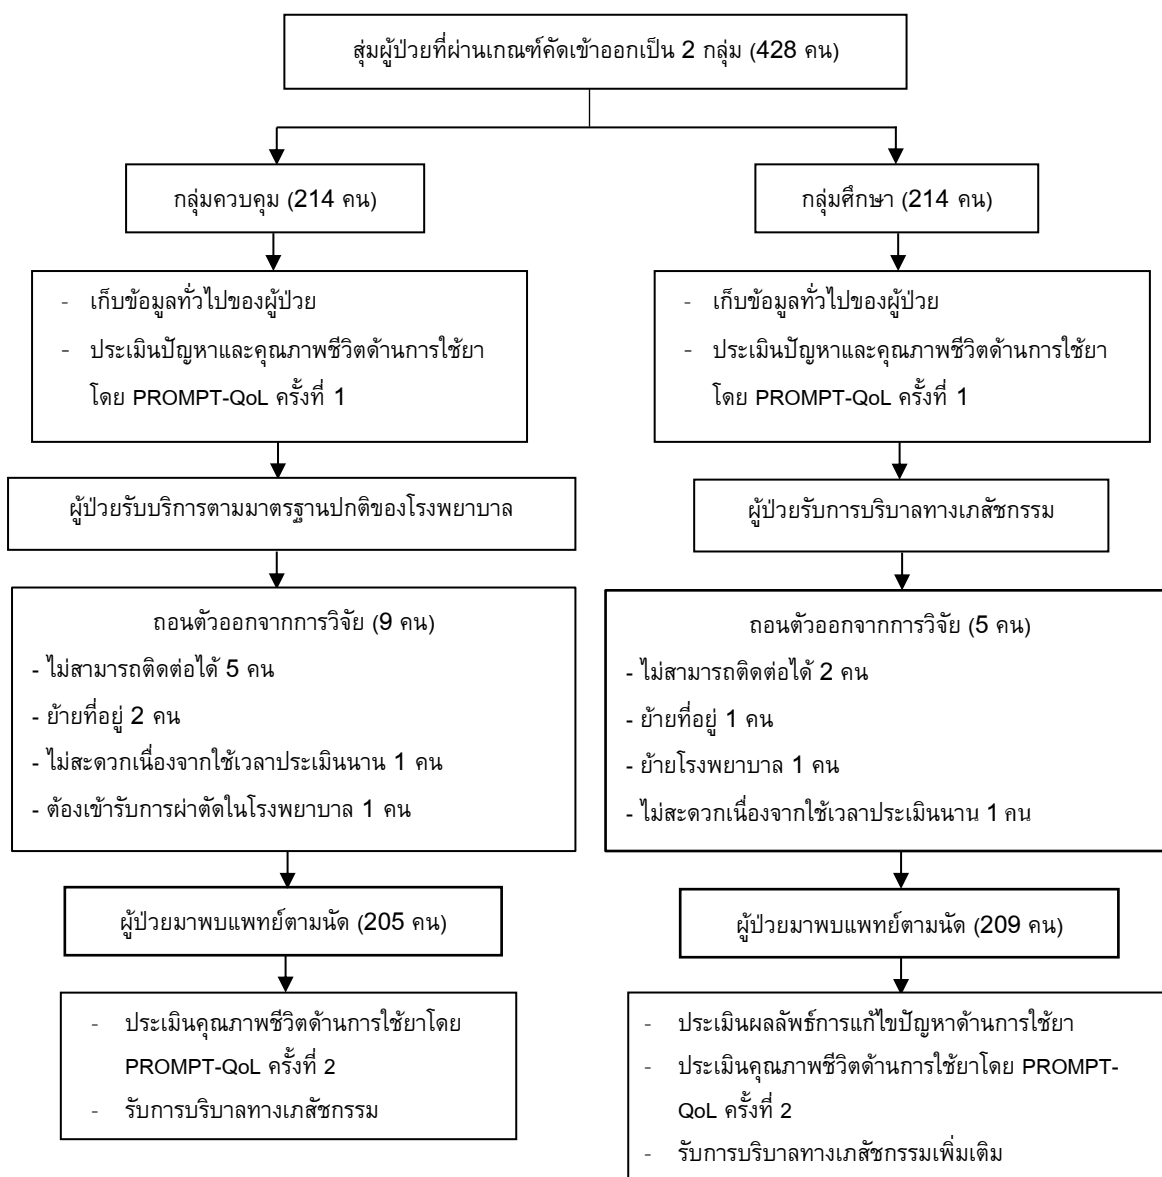 สุ่มผู้ป่วยที่ผ่านเกณฑ์คัดเข้าออกเป็น 2 กลุ่ม (428 คน)
กลุ่มควบคุม (214 คน)
กลุ่มศึกษา (214 คน)
- เก็บข้อมูลทั่วไปของผู้ป่วย
- ประเมินปัญหาและคุณภาพชีวิตด้านการใช้ยา
โดย PROMPT-QoL ครั้งที่ 1
- เก็บข้อมูลทั่วไปของผู้ป่วย
- ประเมินปัญหาและคุณภาพชีวิตด้านการใช้ยา
โดย PROMPT-QoL ครั้งที่ 1
ผู้ป่วยรับบริการตามมาตรฐานปกติของโรงพยาบาล
ผู้ป่วยรับการบริบาลทางเภสัชกรรม
ถอนตัวออกจากการวิจัย (9 คน)
- ไม่สามารถติดต่อได้ 5 คน
- ย้ายที่อยู่ 2 คน
- ไม่สะดวกเนื่องจากใช้เวลาประเมินนาน 1 คน
- ต้องเข้ารับการผ่าตัดในโรงพยาบาล 1 คน
ถอนตัวออกจากการวิจัย (5 คน)
- ไม่สามารถติดต่อได้ 2 คน
- ย้ายที่อยู่ 1 คน
- ย้ายโรงพยาบาล 1 คน
- ไม่สะดวกเนื่องจากใช้เวลาประเมินนาน 1 คน
ผู้ป่วยมาพบแพทย์ตามนัด (205 คน)
ผู้ป่วยมาพบแพทย์ตามนัด (209 คน)
- ประเมินคุณภาพชีวิตด้านการใช้ยาโดย
PROMPT-QoL ครั้งที่ 2
- รับการบริบาลทางเภสัชกรรม
- ประเมินผลลัพธ์การแก้ไขปัญหาด้านการใช้ยา
- ประเมินคุณภาพชีวิตด้านการใช้ยาโดย PROMPT-
QoL ครั้งที่ 2
- รับการบริบาลทางเภสัชกรรมเพิ่มเติม